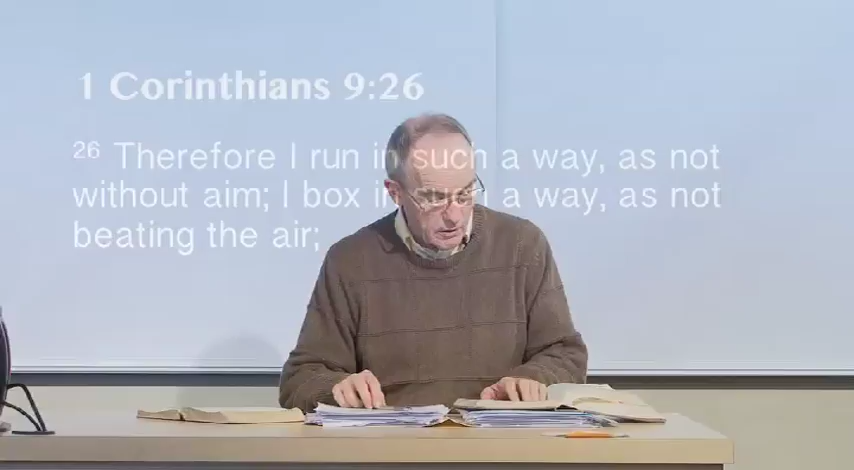 1 Corinthians 9:26
26 Therefore I run in such a way, as not
without aim; I box in such a way, as not
beating the air;